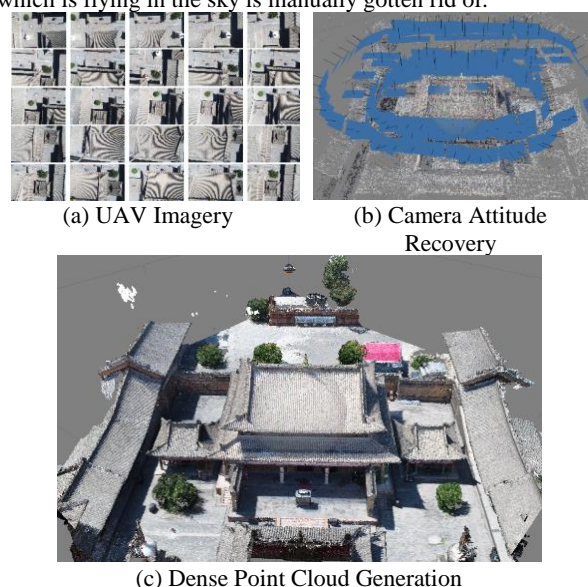 which is flying in the sky is manually gotten rid of.
(a) UAV Imagery
(b) Camera Attitude
Recovery
(c) Dense Point Cloud Generation